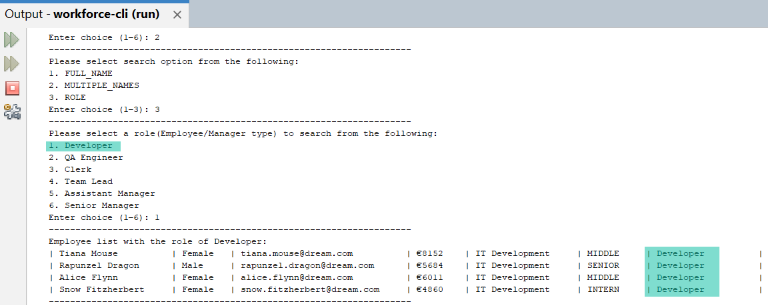 Output - workforce-cli (run) ×
Enter choice (1-6): 2
------------------------------------------------------------
Please select search option from the following:
1. FULL_NAME
2. MULTIPLE_NAMES
3. ROLE
Enter choice (1-3): 3
------------------------------------------------------------
Please select a role(Employee/Manager type) to search from the following:
1. Developer
2. QA Engineer
3. Clerk
4. Team Lead
5. Assistant Manager
6. Senior Manager
Enter choice (1-6): 1
------------------------------------------------------------
Employee list with the role of Developer:
| Tiana Mouse | Female | tiana.mouse@dream.com | €8152 | IT Development | MIDDLE | Developer |
| Rapunzel Dragon | Male | rapunzel.dragon@dream.com | €5684 | IT Development | SENIOR | Developer |
| Alice Flynn | Female | alice.flynn@dream.com | €6011 | IT Development | MIDDLE | Developer |
| Snow Fitzherbert | Female | snow.fitzherbert@dream.com | €4860 | IT Development | INTERN | Developer |
------------------------------------------------------------